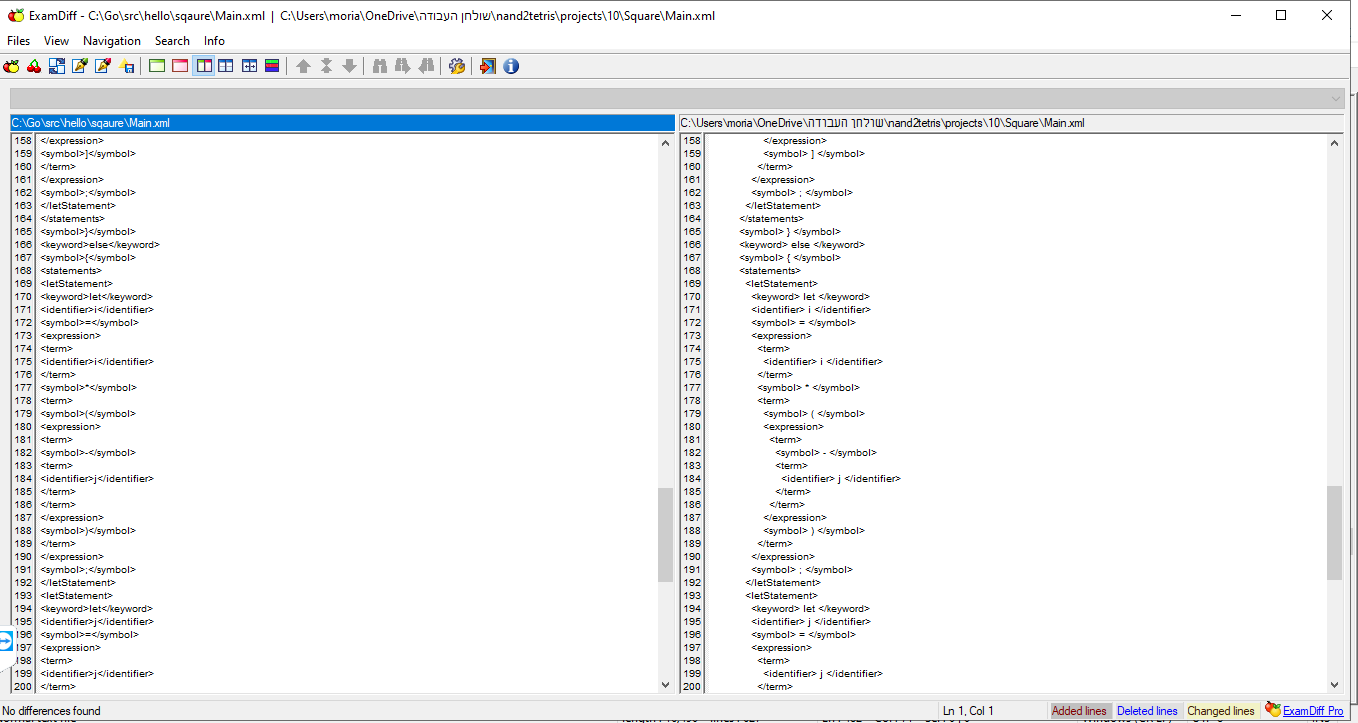 ExamDiff - C:\Go\src\hello\sqaure\Main.xml | C:\Users\moria\OneDrive\שולחן העבודה\nand2tetris\projects\10\Square\Main.xml
Files View Navigation Search Info
C:\Go\src\hello\sqaure\Main.xml
158 </expression>
159 <symbol>]</symbol>
160 </term>
161 </expression>
162 <symbol>;</symbol>
163 </letStatement>
164 </statements>
165 <symbol>}</symbol>
166 <keyword>else</keyword>
167 <symbol>{</symbol>
168 <statements>
169 <letStatement>
170 <keyword>let</keyword>
171 <identifier>i</identifier>
172 <symbol>=</symbol>
173 <expression>
174 <term>
175 <identifier>i</identifier>
176 </term>
177 <symbol>*</symbol>
178 <term>
179 <symbol>(</symbol>
180 <expression>
181 <term>
182 <symbol>-</symbol>
183 <term>
184 <identifier>j</identifier>
185 </term>
186 </term>
187 </expression>
188 <symbol>)</symbol>
189 </term>
190 </expression>
191 <symbol>;</symbol>
192 </letStatement>
193 <letStatement>
194 <keyword>let</keyword>
195 <identifier>j</identifier>
196 <symbol>=</symbol>
197 <expression>
198 <term>
199 <identifier>j</identifier>
200 </term>
C:\Users\moria\OneDrive\שולחן העבודה\nand2tetris\projects\10\Square\Main.xml
158 </expression>
159 <symbol> ] </symbol>
160 </term>
161 </expression>
162 <symbol> ; </symbol>
163 </letStatement>
164 </statements>
165 <symbol> } </symbol>
166 <keyword> else </keyword>
167 <symbol> { </symbol>
168 <statements>
169 <letStatement>
170 <keyword> let </keyword>
171 <identifier> i </identifier>
172 <symbol> = </symbol>
173 <expression>
174 <term>
175 <identifier> i </identifier>
176 </term>
177 <symbol> * </symbol>
178 <term>
179 <symbol> ( </symbol>
180 <expression>
181 <term>
182 <symbol> - </symbol>
183 <term>
184 <identifier> j </identifier>
185 </term>
186 </term>
187 </expression>
188 <symbol> ) </symbol>
189 </term>
190 </expression>
191 <symbol> ; </symbol>
192 </letStatement>
193 <letStatement>
194 <keyword> let </keyword>
195 <identifier> j </identifier>
196 <symbol> = </symbol>
197 <expression>
198 <term>
199 <identifier> j </identifier>
200 </term>
No differences found Ln 1, Col 1 Added lines Deleted lines Changed lines ExamDiff Pro